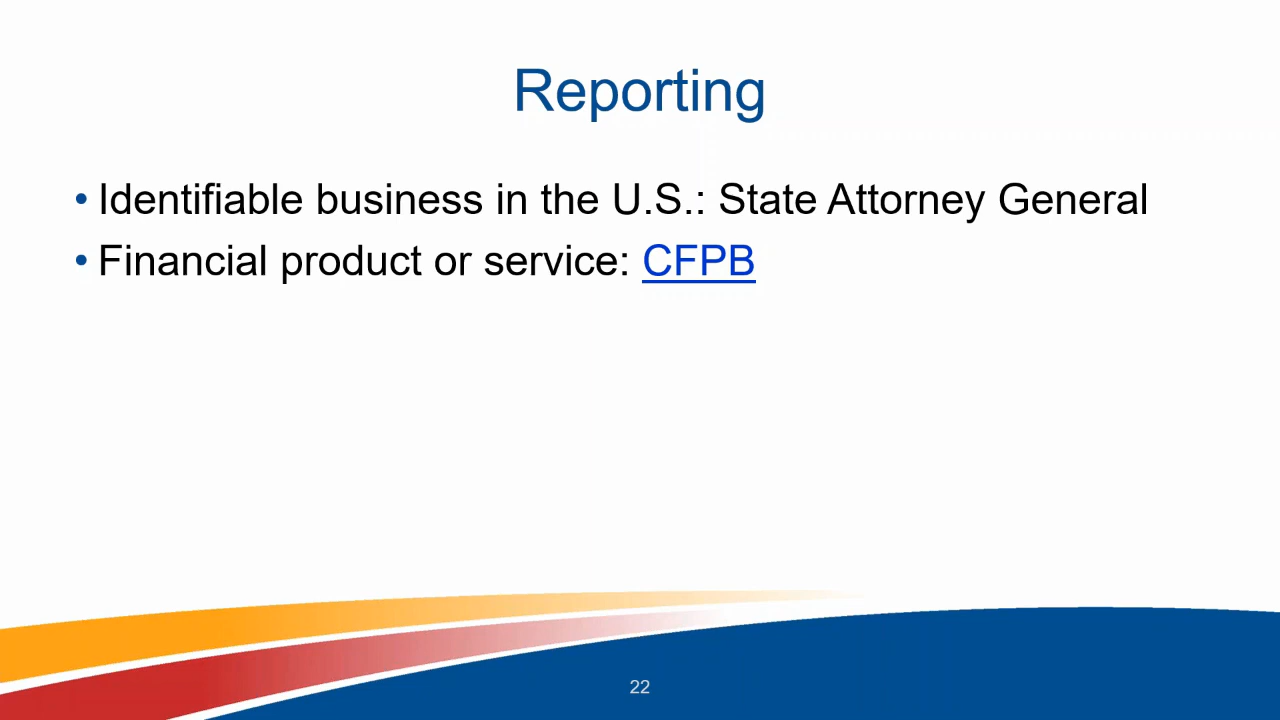 Reporting
• Identifiable business in the U.S.: State Attorney General
• Financial product or service: CFPB
22